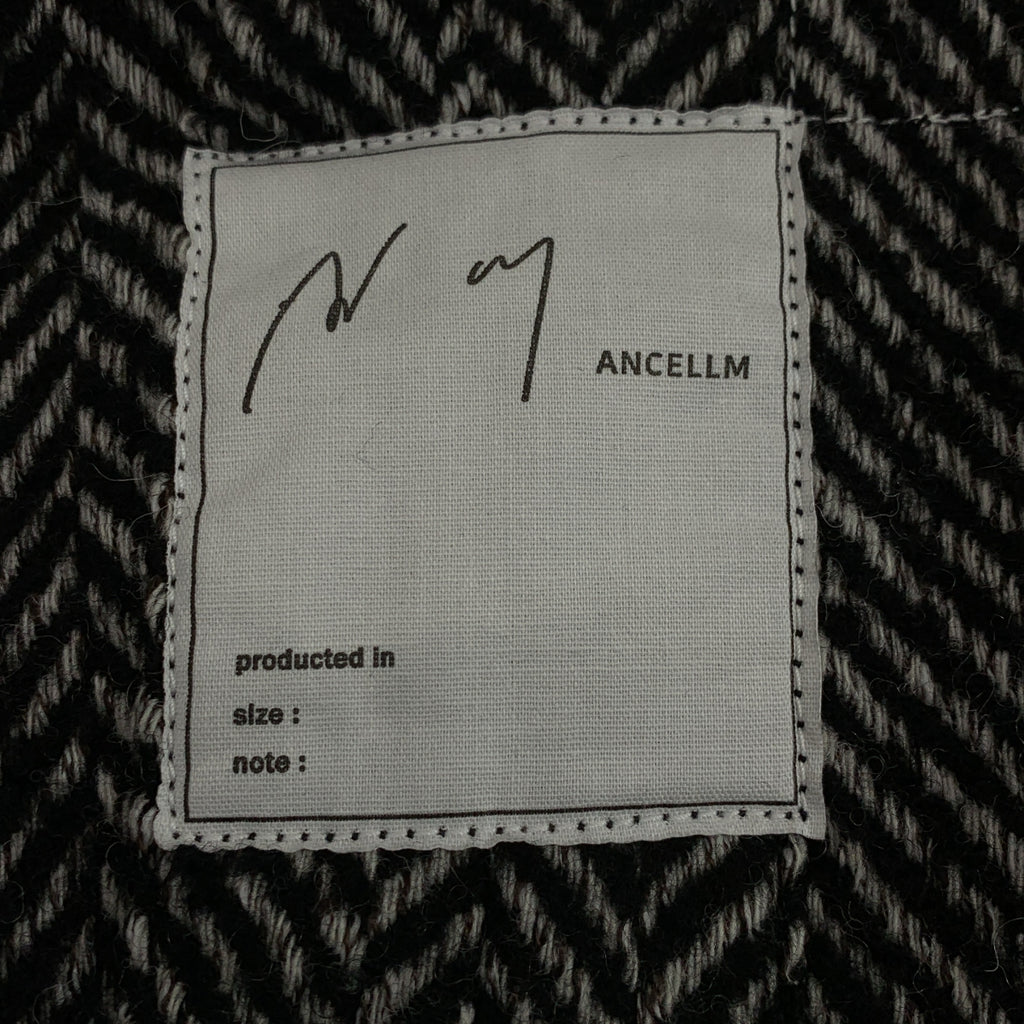 ANCELLM
producted in
size :
note :